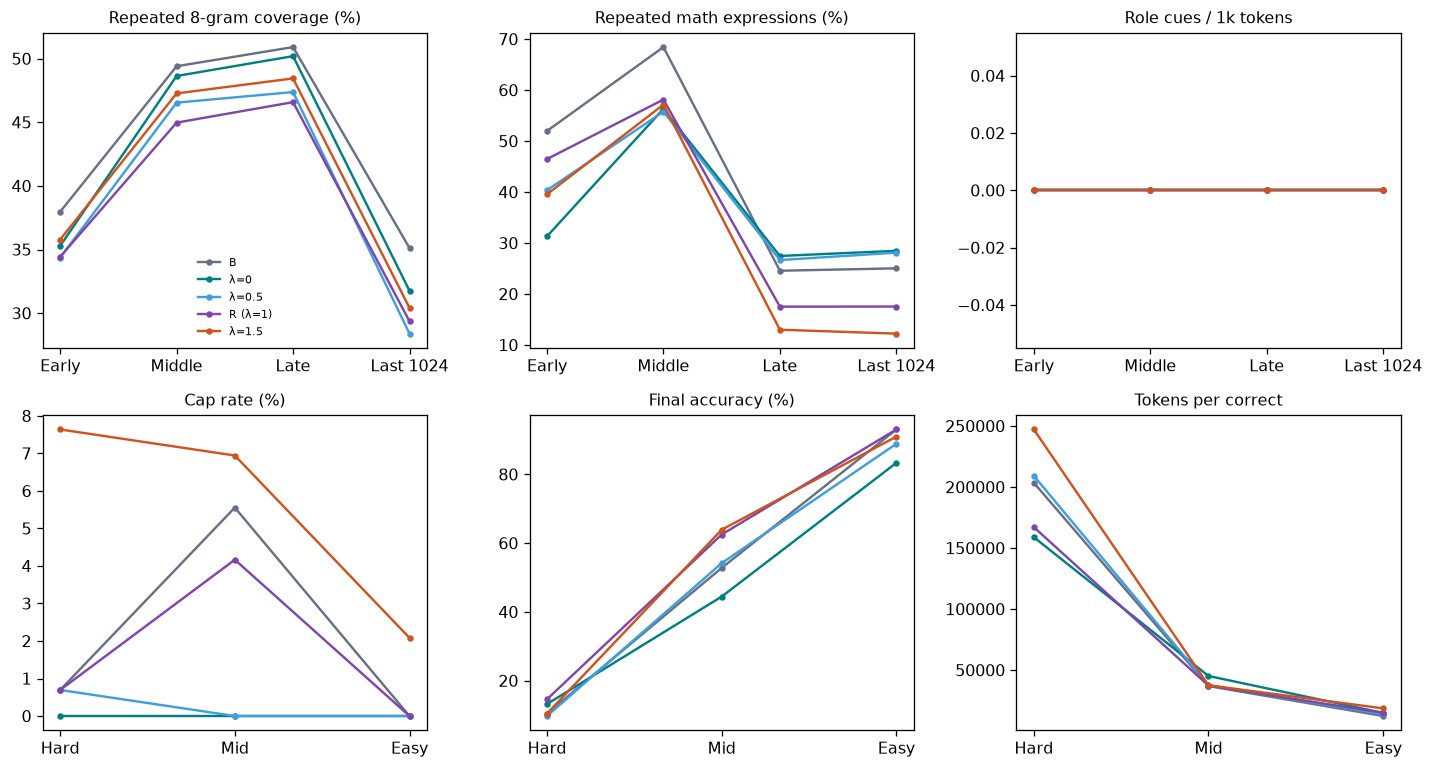 Repeated 8-gram coverage (%)
50
45
40
35
30
B
λ=0
λ=0.5
R (λ=1)
λ=1.5
Early Middle Late Last 1024
Repeated math expressions (%)
70
60
50
40
30
20
10
Early Middle Late Last 1024
Role cues / 1k tokens
0.04
0.02
0.00
−0.02
−0.04
Early Middle Late Last 1024
Cap rate (%)
8
7
6
5
4
3
2
1
0
Hard Mid Easy
Final accuracy (%)
80
60
40
20
Hard Mid Easy
Tokens per correct
250000
200000
150000
100000
50000
Hard Mid Easy